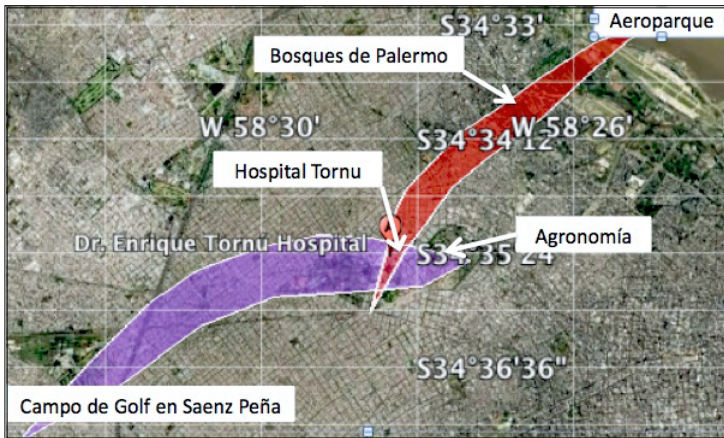 S34°33'
Aeroparque
Bosques de Palermo
W 58°30'
W 58°26'
S34°34'12"
Hospital Tornu
Dr. Enrique Tornu Hospital
Agronomía
S34°35'24"
S34°36'36"
Campo de Golf en Saenz Peña